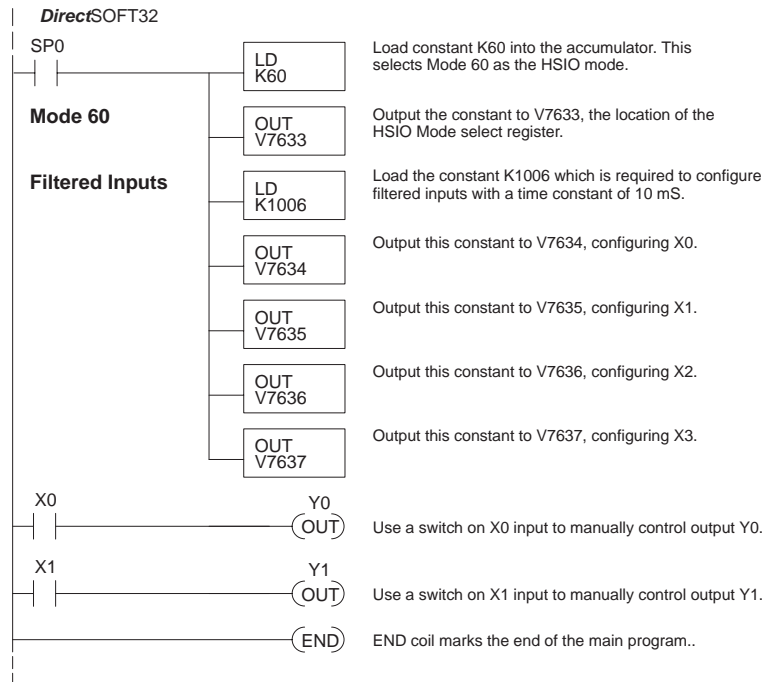 DirectSOFT32
SP0
LD
K60
Load constant K60 into the accumulator. This
selects Mode 60 as the HSIO mode.
Mode 60
OUT
V7633
Output the constant to V7633, the location of the
HSIO Mode select register.
Filtered Inputs
LD
K1006
Load the constant K1006 which is required to configure
filtered inputs with a time constant of 10 mS.
OUT
V7634
Output this constant to V7634, configuring X0.
OUT
V7635
Output this constant to V7635, configuring X1.
OUT
V7636
Output this constant to V7636, configuring X2.
OUT
V7637
Output this constant to V7637, configuring X3.
X0
Y0
OUT
Use a switch on X0 input to manually control output Y0.
X1
Y1
OUT
Use a switch on X1 input to manually control output Y1.
END
END coil marks the end of the main program..